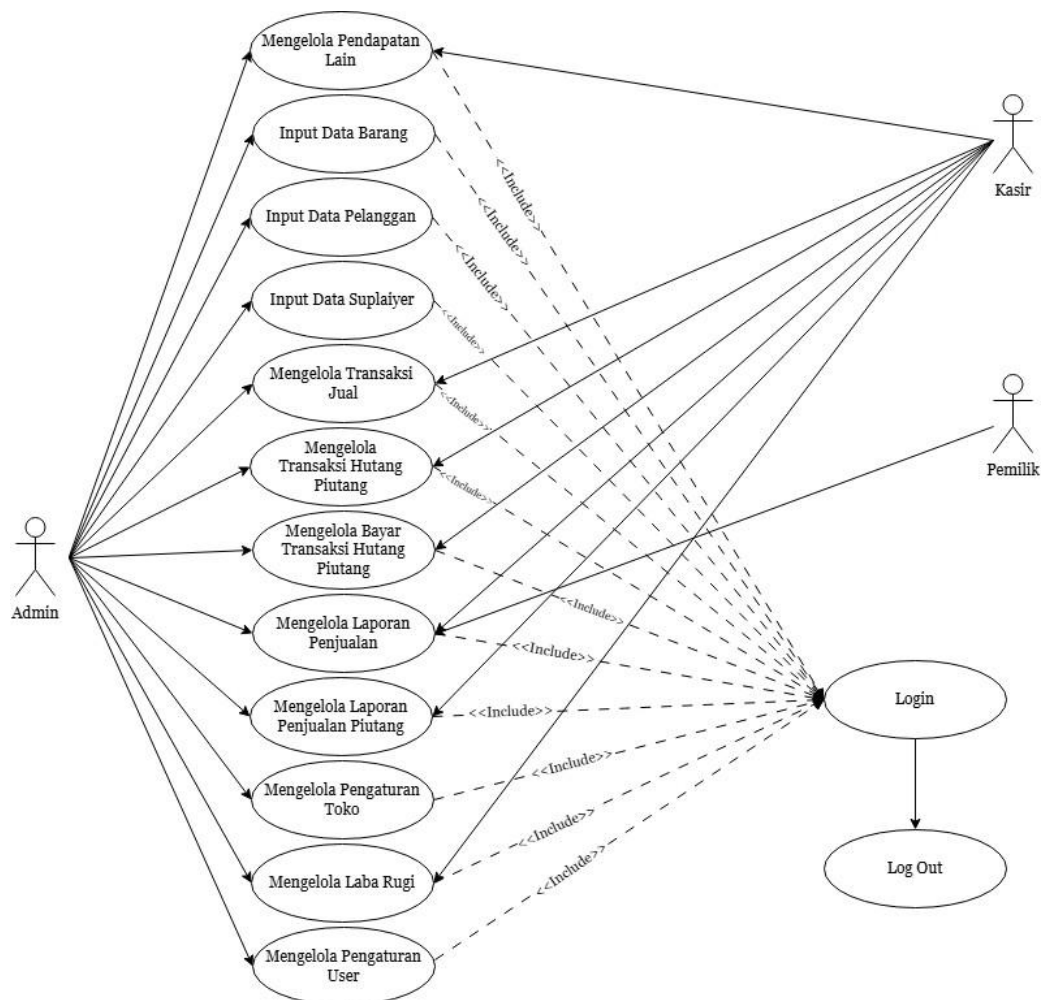 Mengelola Pendapatan
Lain
Input Data Barang
Input Data Pelanggan
Input Data Suplaiyer
Mengelola Transaksi
Jual
Mengelola
Transaksi Hutang
Piutang
Mengelola Bayar
Transaksi Hutang
Piutang
Mengelola Laporan
Penjualan
Mengelola Laporan
Penjualan Piutang
Mengelola Pengaturan
Toko
Mengelola Laba Rugi
Mengelola Pengaturan
User
Admin
<<Include>>
<<Include>>
<<Include>>
<<Include>>
<<Include>>
<<Include>>
<<Include>>
<<Include>>
<<Include>>
<<Include>>
<<Include>>
<<Include>>
Kasir
Pemilik
Login
Log Out